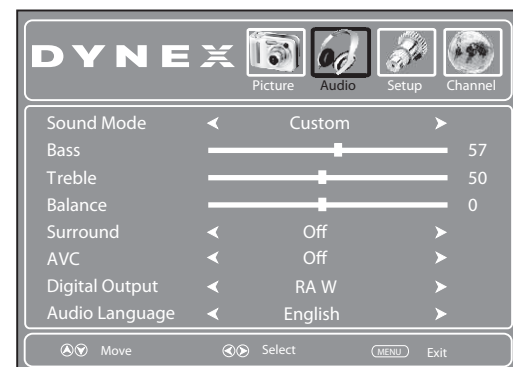 DYNEX
Picture Audio Setup Channel
Sound Mode Custom
Bass 57
Treble 50
Balance 0
Surround Off
AVC Off
Digital Output RA W
Audio Language English
Move Select MENU Exit